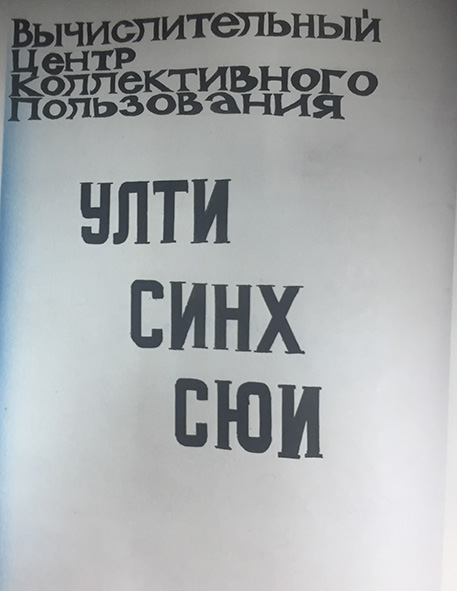 Вычислительный
Центр
Коллективного
Пользования
УЛТИ
СИНХ
СЮИ